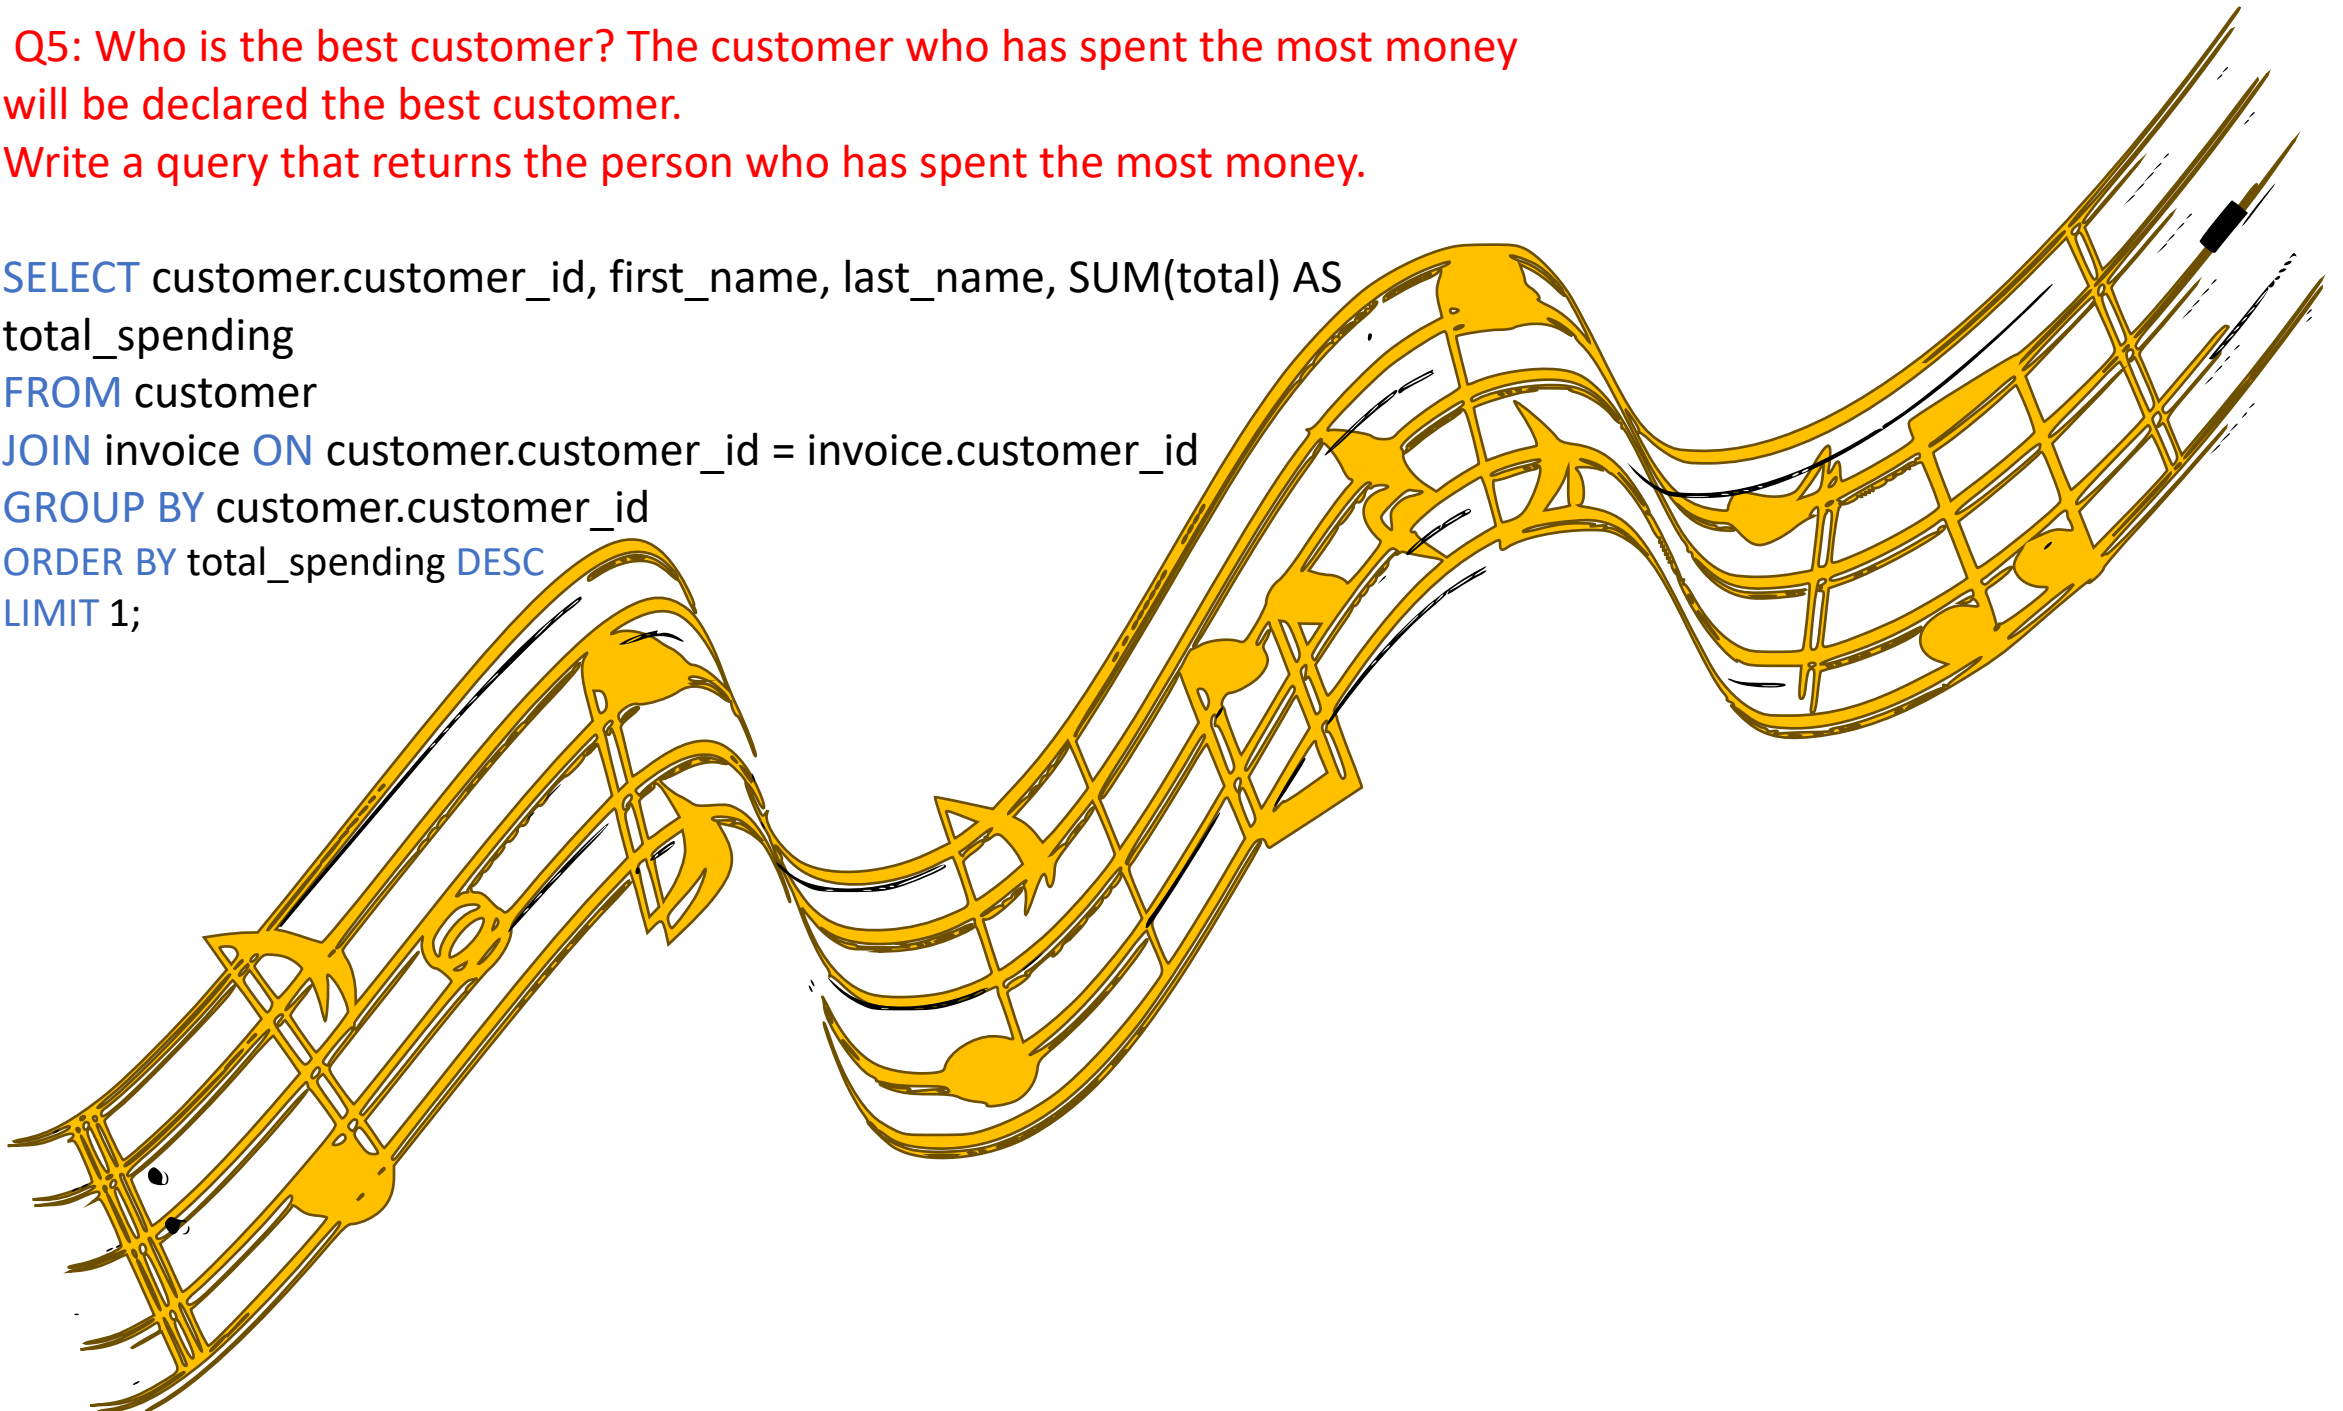 Q5: Who is the best customer? The customer who has spent the most money
will be declared the best customer.
Write a query that returns the person who has spent the most money.
SELECT customer.customer_id, first_name, last_name, SUM(total) AS
total_spending
FROM customer
JOIN invoice ON customer.customer_id = invoice.customer_id
GROUP BY customer.customer_id
ORDER BY total_spending DESC
LIMIT 1;